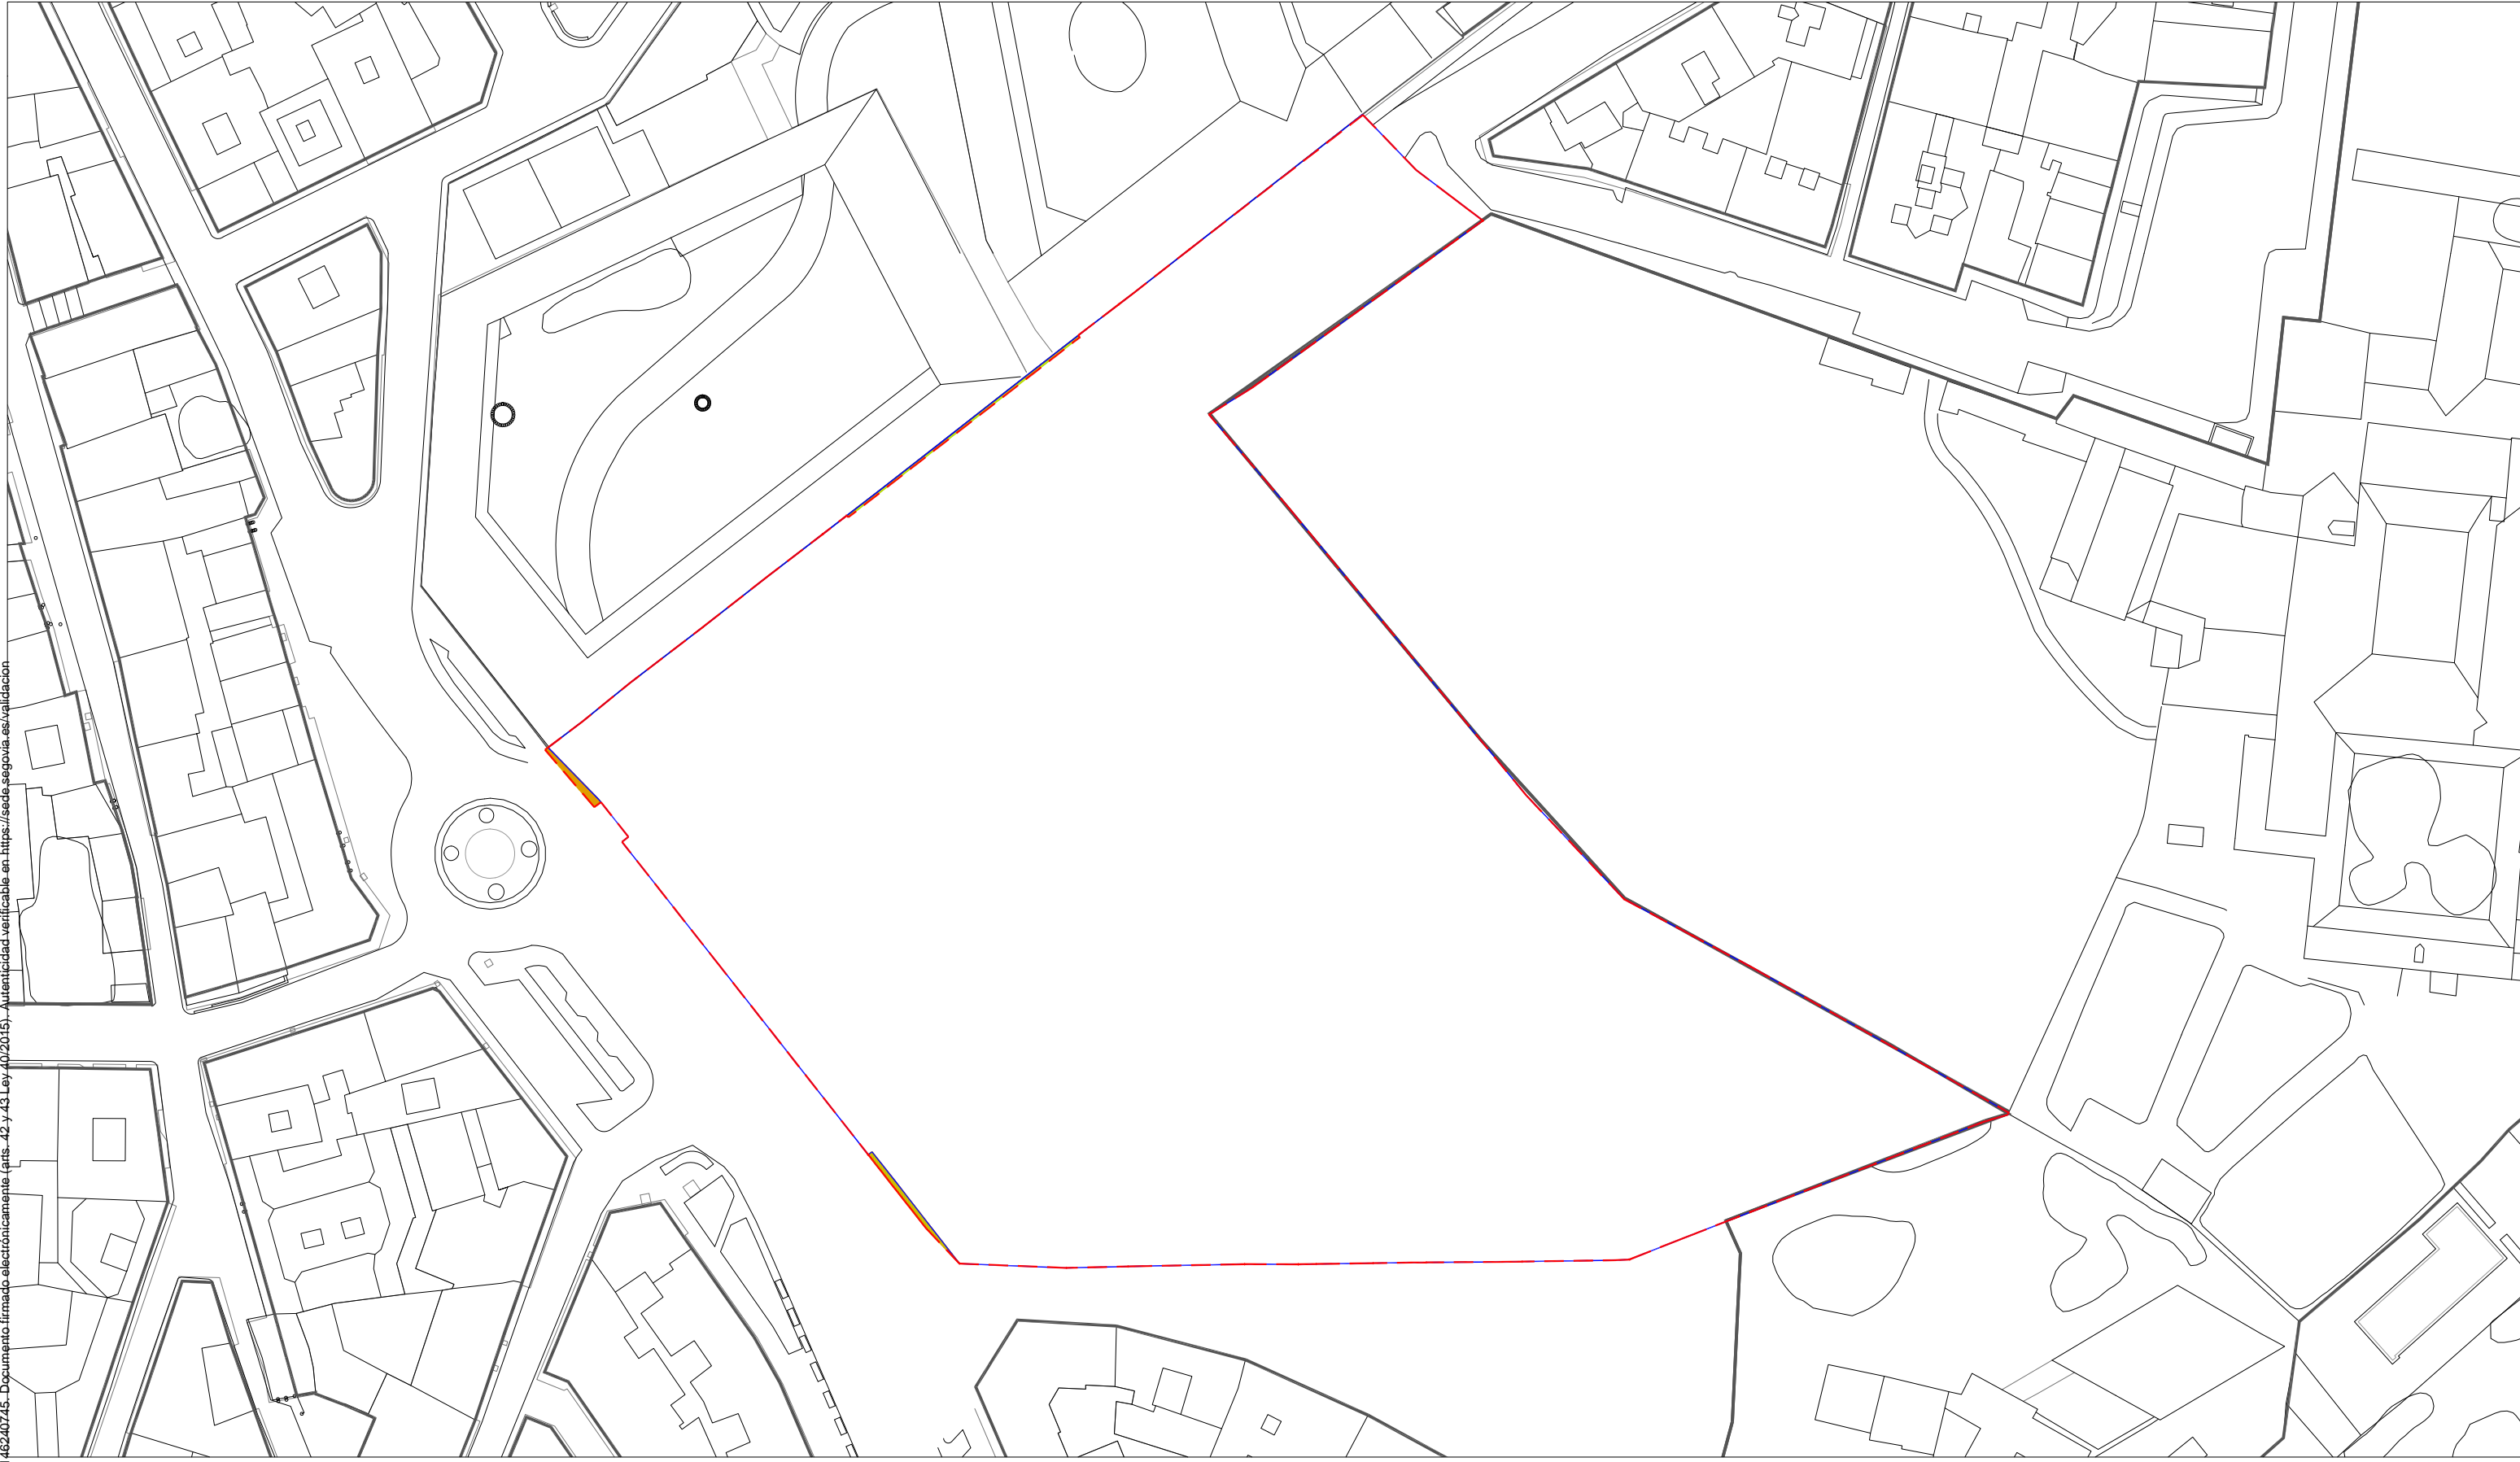 46240745. Documento firmado electrónicamente (arts. 42 y 43 Ley 40/2015). Autenticidad verificable en https://sede.segovia.es/validacion